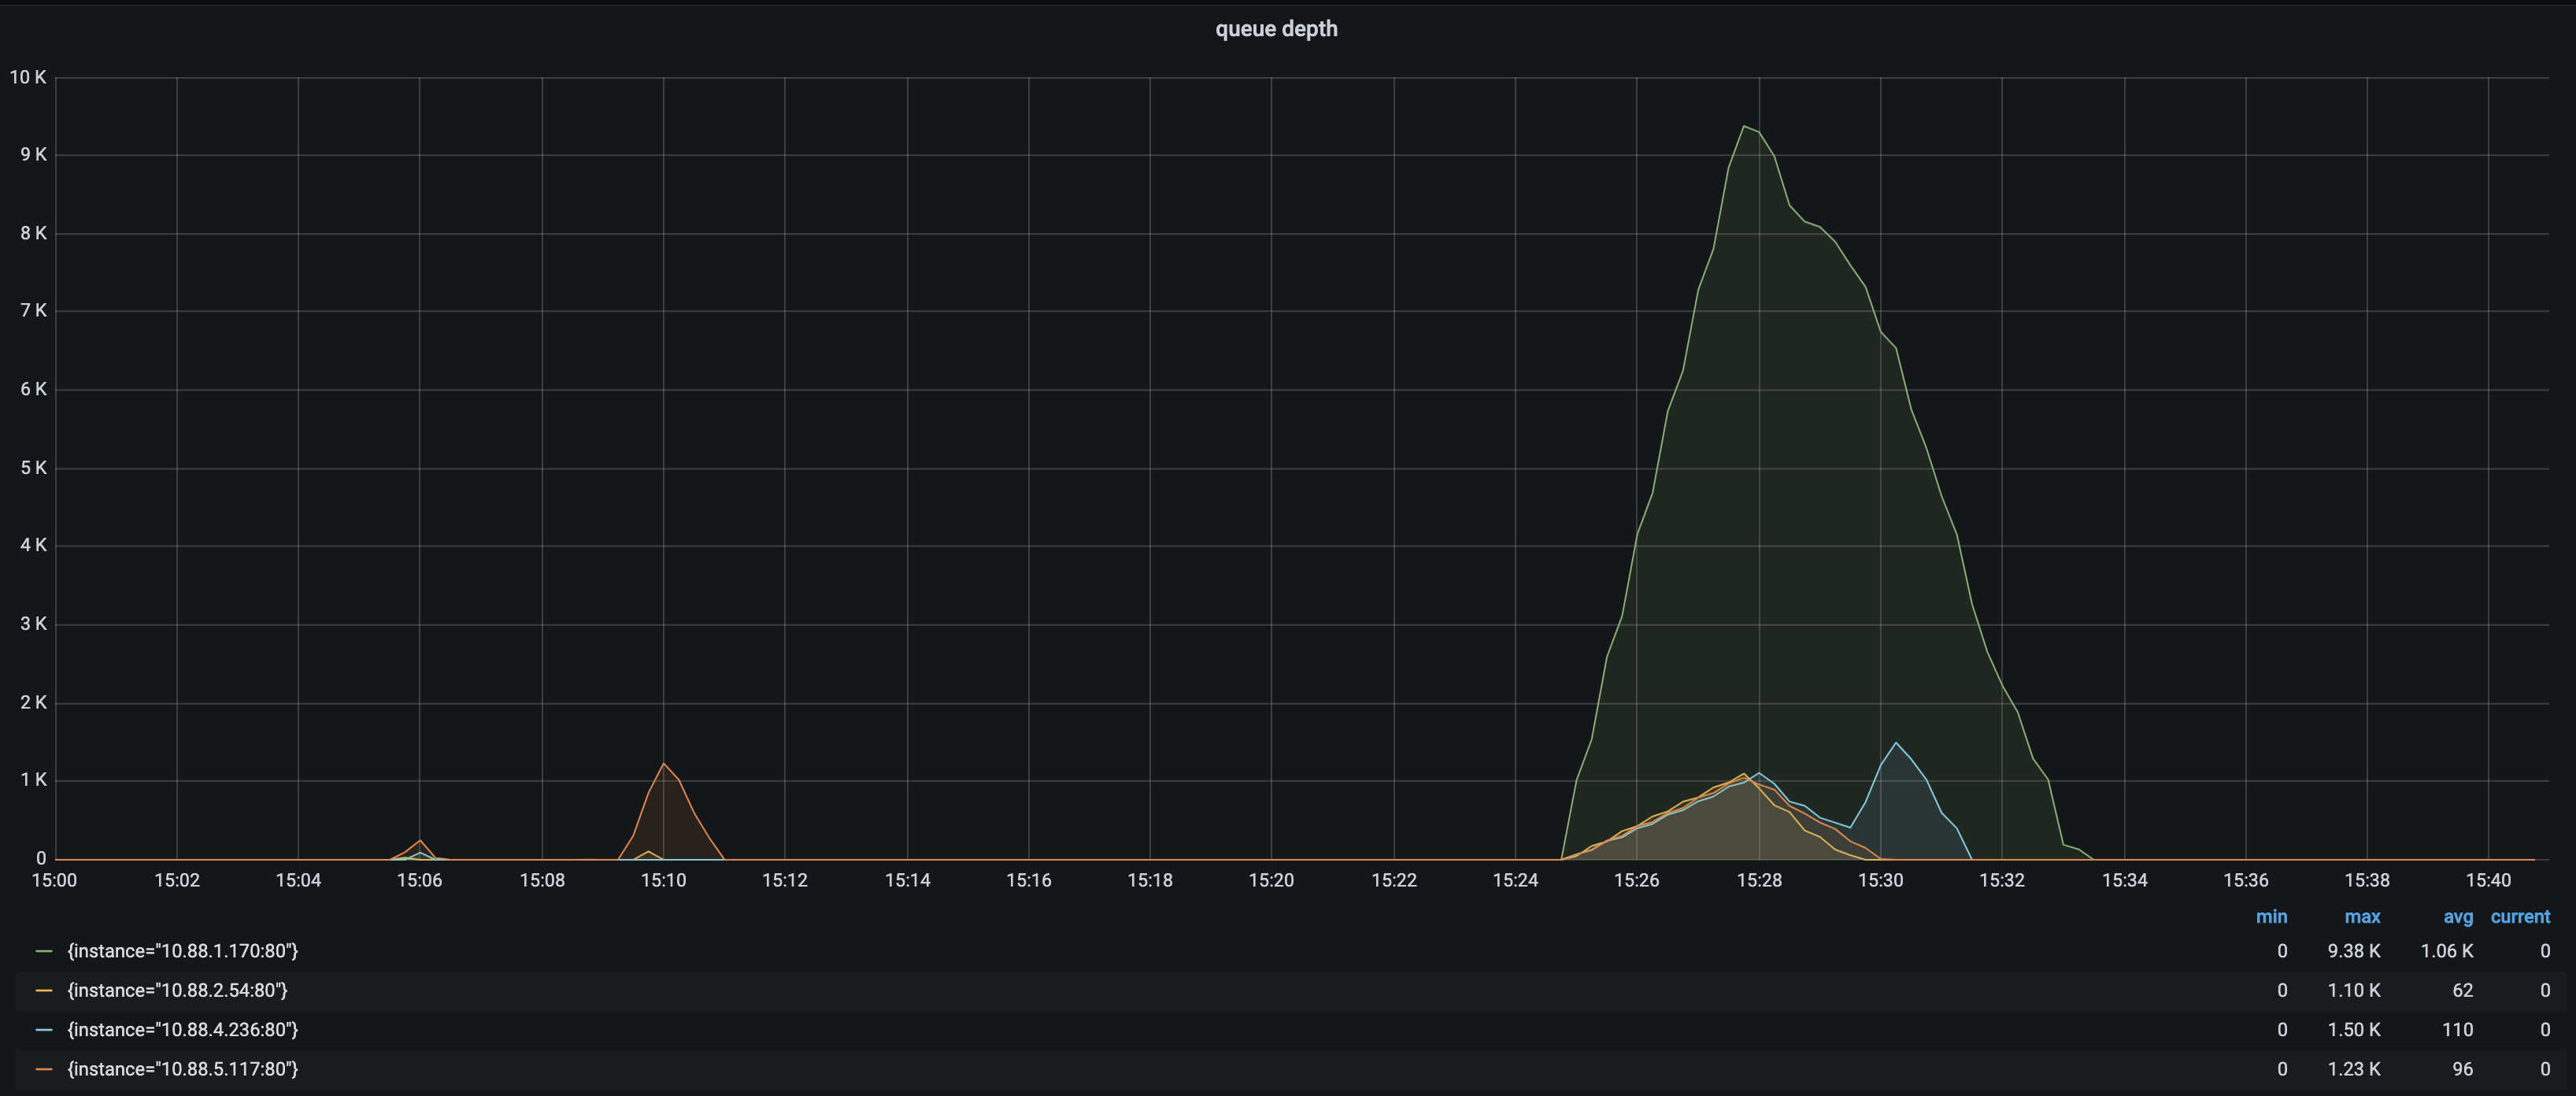 queue depth
10 K
9 K
8 K
7 K
6 K
5 K
4 K
3 K
2 K
1 K
0
15:00 15:02 15:04 15:06 15:08 15:10 15:12 15:14 15:16 15:18 15:20 15:22 15:24 15:26 15:28 15:30 15:32 15:34 15:36 15:38 15:40
min max avg current
{instance="10.88.1.170:80"} 0 9.38 K 1.06 K 0
{instance="10.88.2.54:80"} 0 1.10 K 62 0
{instance="10.88.4.236:80"} 0 1.50 K 110 0
{instance="10.88.5.117:80"} 0 1.23 K 96 0